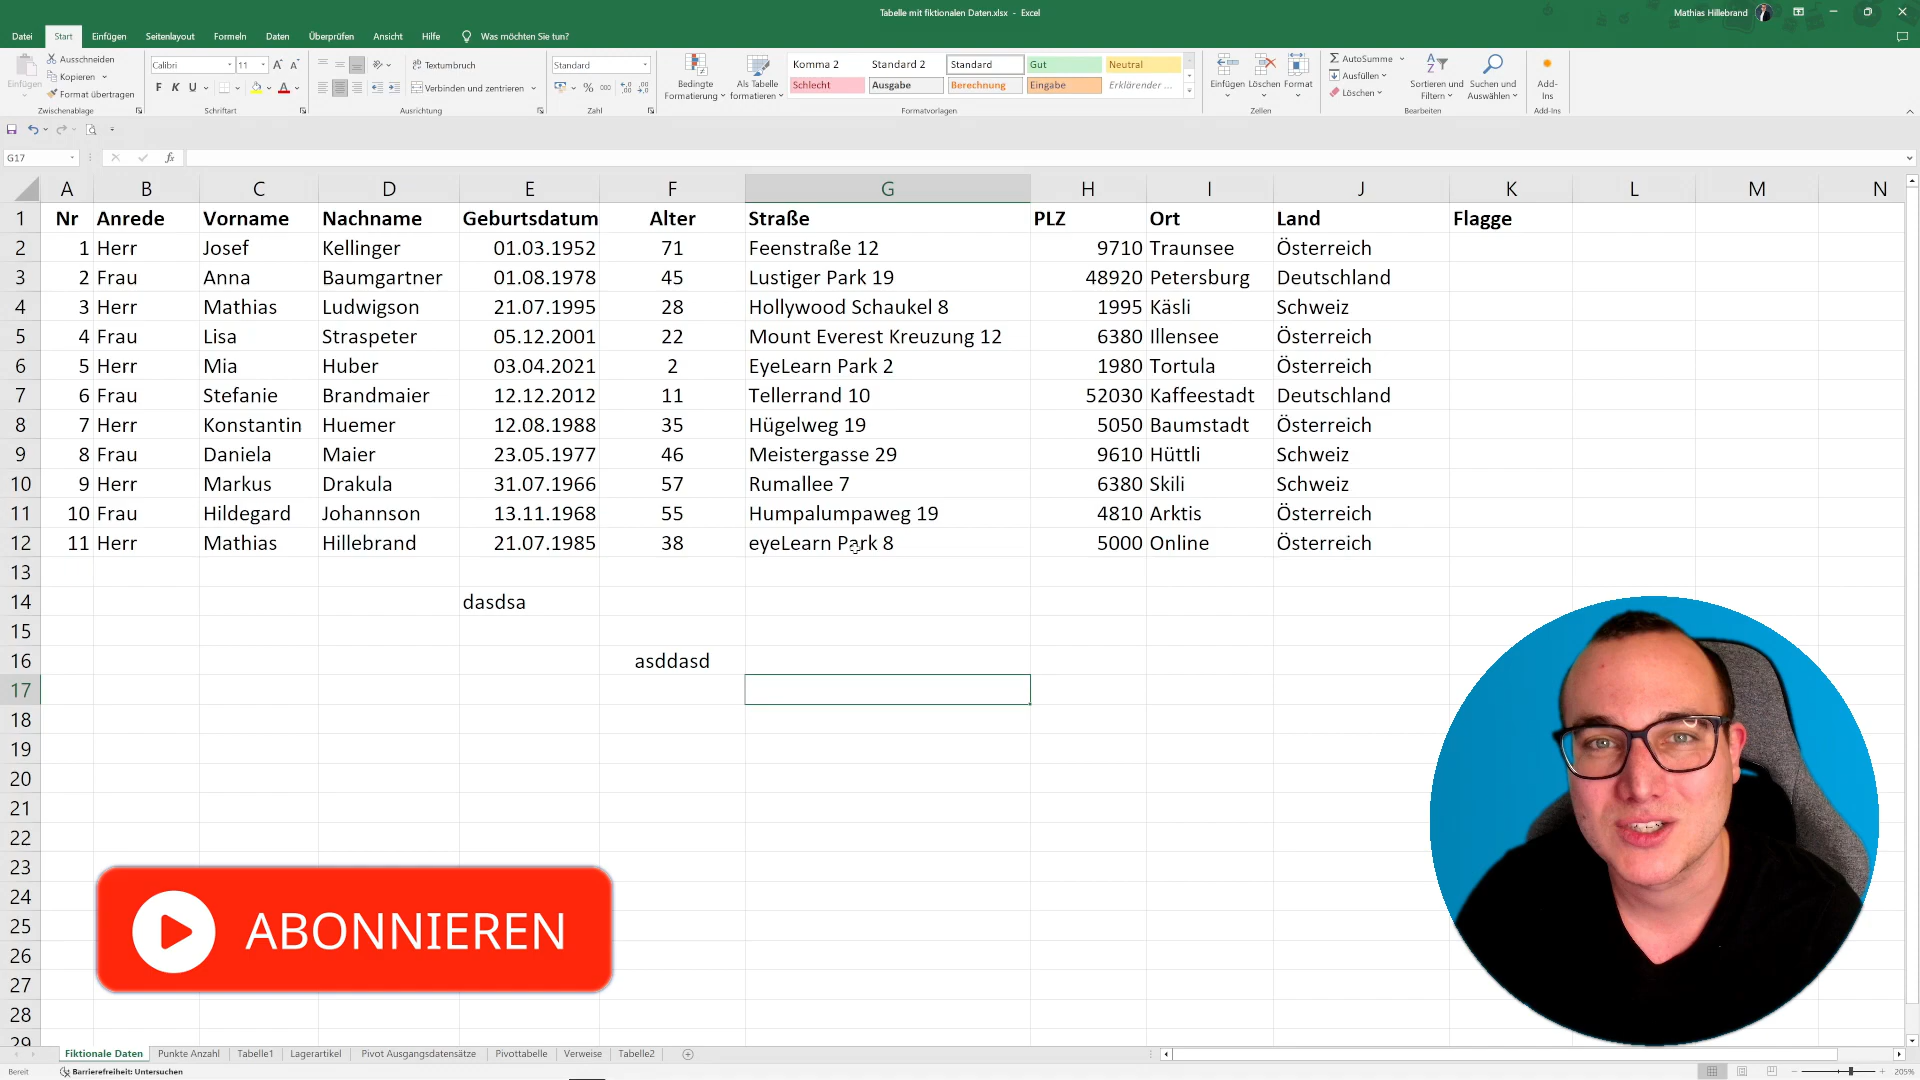 Tabelle mit fiktionalen Daten.xlsx - Excel
Mathias Hillebrand
Datei Start Einfügen Seitenlayout Formeln Daten Überprüfen Ansicht Hilfe Was möchten Sie tun?
Einfügen
Ausschneiden
Kopieren
Format übertragen
Zwischenablage
Calibri 11
F K U
Schriftart
Textumbruch
Verbinden und zentrieren
Ausrichtung
Standard
% 000
Zahl
Bedingte Formatierung
Als Tabelle formatieren
Komma 2 Standard 2 Standard Gut Neutral
Schlecht Ausgabe Berechnung Eingabe Erklärender ...
Formatvorlagen
Einfügen Löschen Format
Zellen
AutoSumme
Ausfüllen
Löschen
Sortieren und Filtern
Suchen und Auswählen
Bearbeiten
Add-Ins
Add-Ins
G17 fx
A B C D E F G H I J K L M N
1 Nr Anrede Vorname Nachname Geburtsdatum Alter Straße PLZ Ort Land Flagge
2 1 Herr Josef Kellinger 01.03.1952 71 Feenstraße 12 9710 Traunsee Österreich
3 2 Frau Anna Baumgartner 01.08.1978 45 Lustiger Park 19 48920 Petersburg Deutschland
4 3 Herr Mathias Ludwigson 21.07.1995 28 Hollywood Schaukel 8 1995 Käsli Schweiz
5 4 Frau Lisa Straspeter 05.12.2001 22 Mount Everest Kreuzung 12 6380 Illensee Österreich
6 5 Herr Mia Huber 03.04.2021 2 EyeLearn Park 2 1980 Tortula Österreich
7 6 Frau Stefanie Brandmaier 12.12.2012 11 Tellerrand 10 52030 Kaffeestadt Deutschland
8 7 Herr Konstantin Huemer 12.08.1988 35 Hügelweg 19 5050 Baumstadt Österreich
9 8 Frau Daniela Maier 23.05.1977 46 Meistergasse 29 9610 Hüttli Schweiz
10 9 Herr Markus Drakula 31.07.1966 57 Rumallee 7 6380 Skili Schweiz
11 10 Frau Hildegard Johannson 13.11.1968 55 Humpalumpaweg 19 4810 Arktis Österreich
12 11 Herr Mathias Hillebrand 21.07.1985 38 eyeLearn Park 8 5000 Online Österreich
13
14 dasdsa
15
16 asddasd
17
18
19
20
21
22
23
24
25
26
27
28
29
ABONNIEREN
Fiktionale Daten Punkte Anzahl Tabelle1 Lagerartikel Pivot Ausgangsdatensätze Pivottabelle Verweise Tabelle2
Bereit Barrierefreiheit: Untersuchen
205%